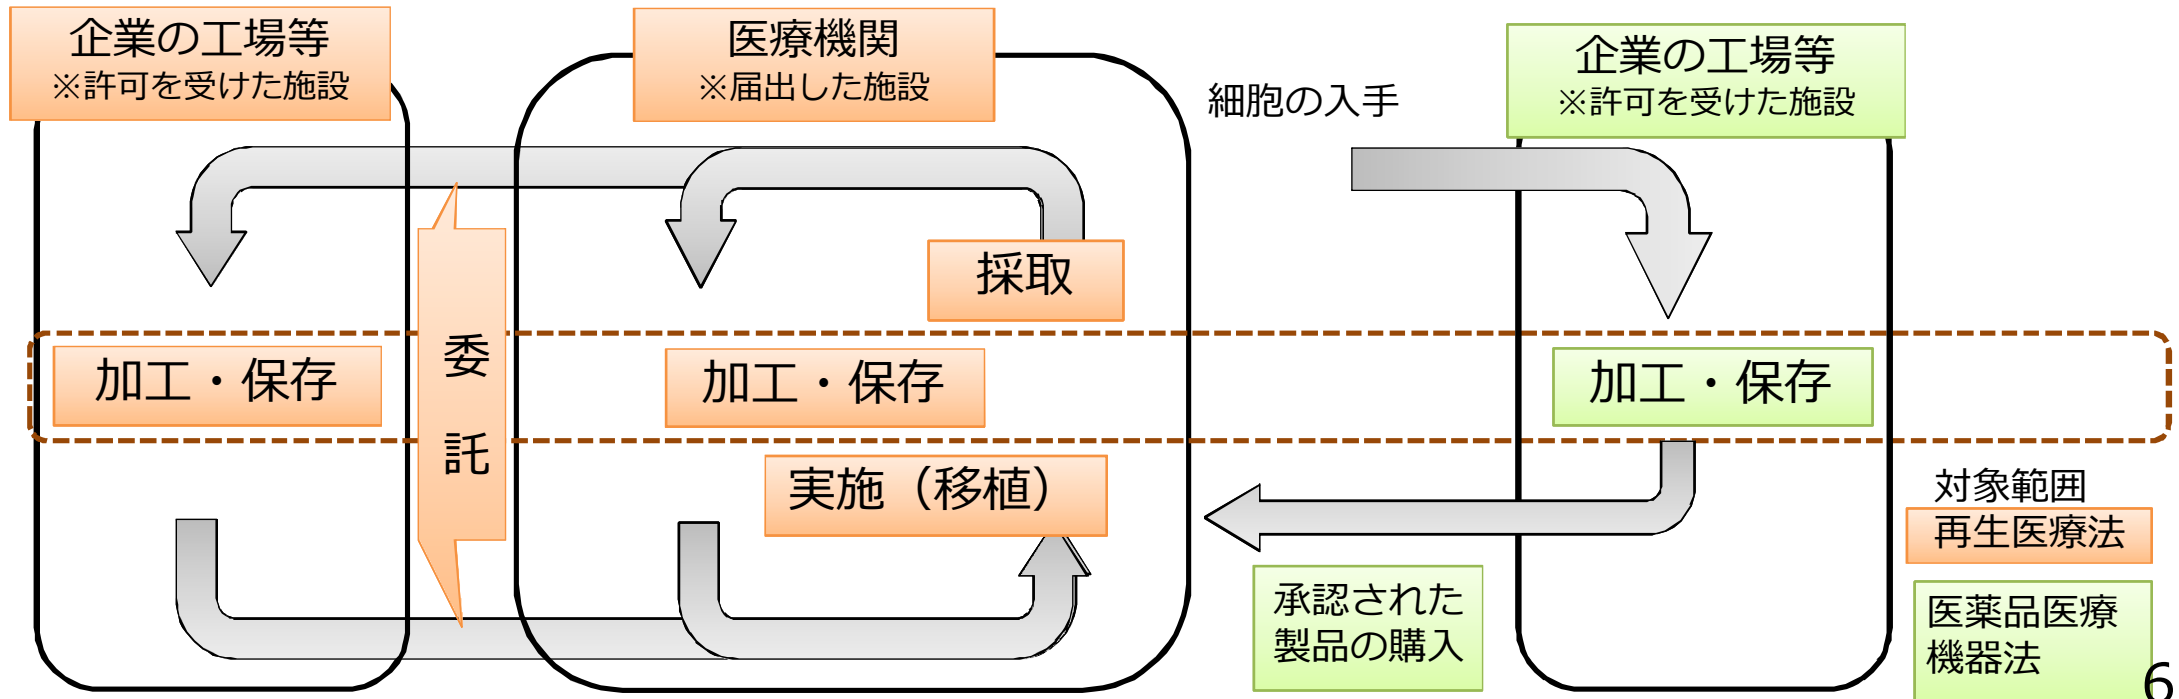 企業の工場等
※許可を受けた施設
医療機関
※届出した施設
細胞の入手
企業の工場等
※許可を受けた施設
採取
加工・保存
委
託
加工・保存
加工・保存
実施（移植）
承認された
製品の購入
対象範囲
再生医療法
医薬品医療
機器法
6